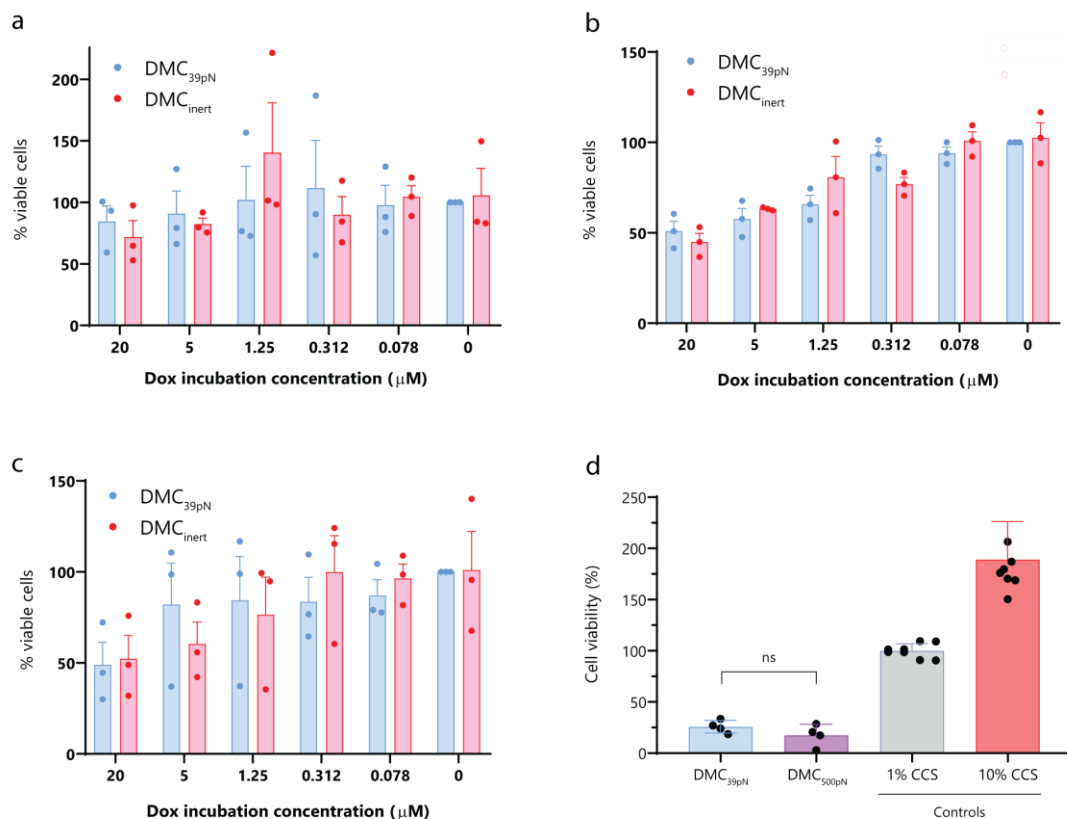 a
200
150
100
50
0
% viable cells
DMC39pN
DMCinert
20 5 1.25 0.312 0.078 0
Dox incubation concentration (μM)
b
150
100
50
0
% viable cells
DMC39pN
DMCinert
20 5 1.25 0.312 0.078 0
Dox incubation concentration (μM)
c
150
100
50
0
% viable cells
DMC39pN
DMCinert
20 5 1.25 0.312 0.078 0
Dox incubation concentration (μM)
d
250
200
150
100
50
25
0
Cell viability (%)
ns
DMC39pN DMC500pN 1% CCS 10% CCS
Controls